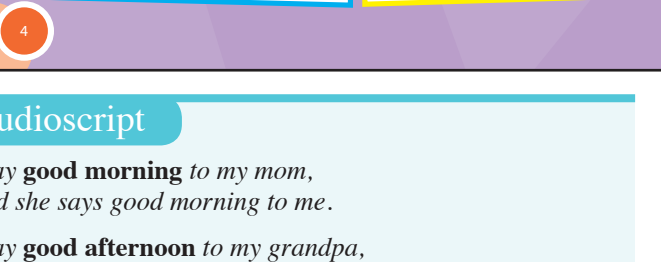 4
udioscript
ay good morning to my mom,
d she says good morning to me.
ay good afternoon to my grandpa,